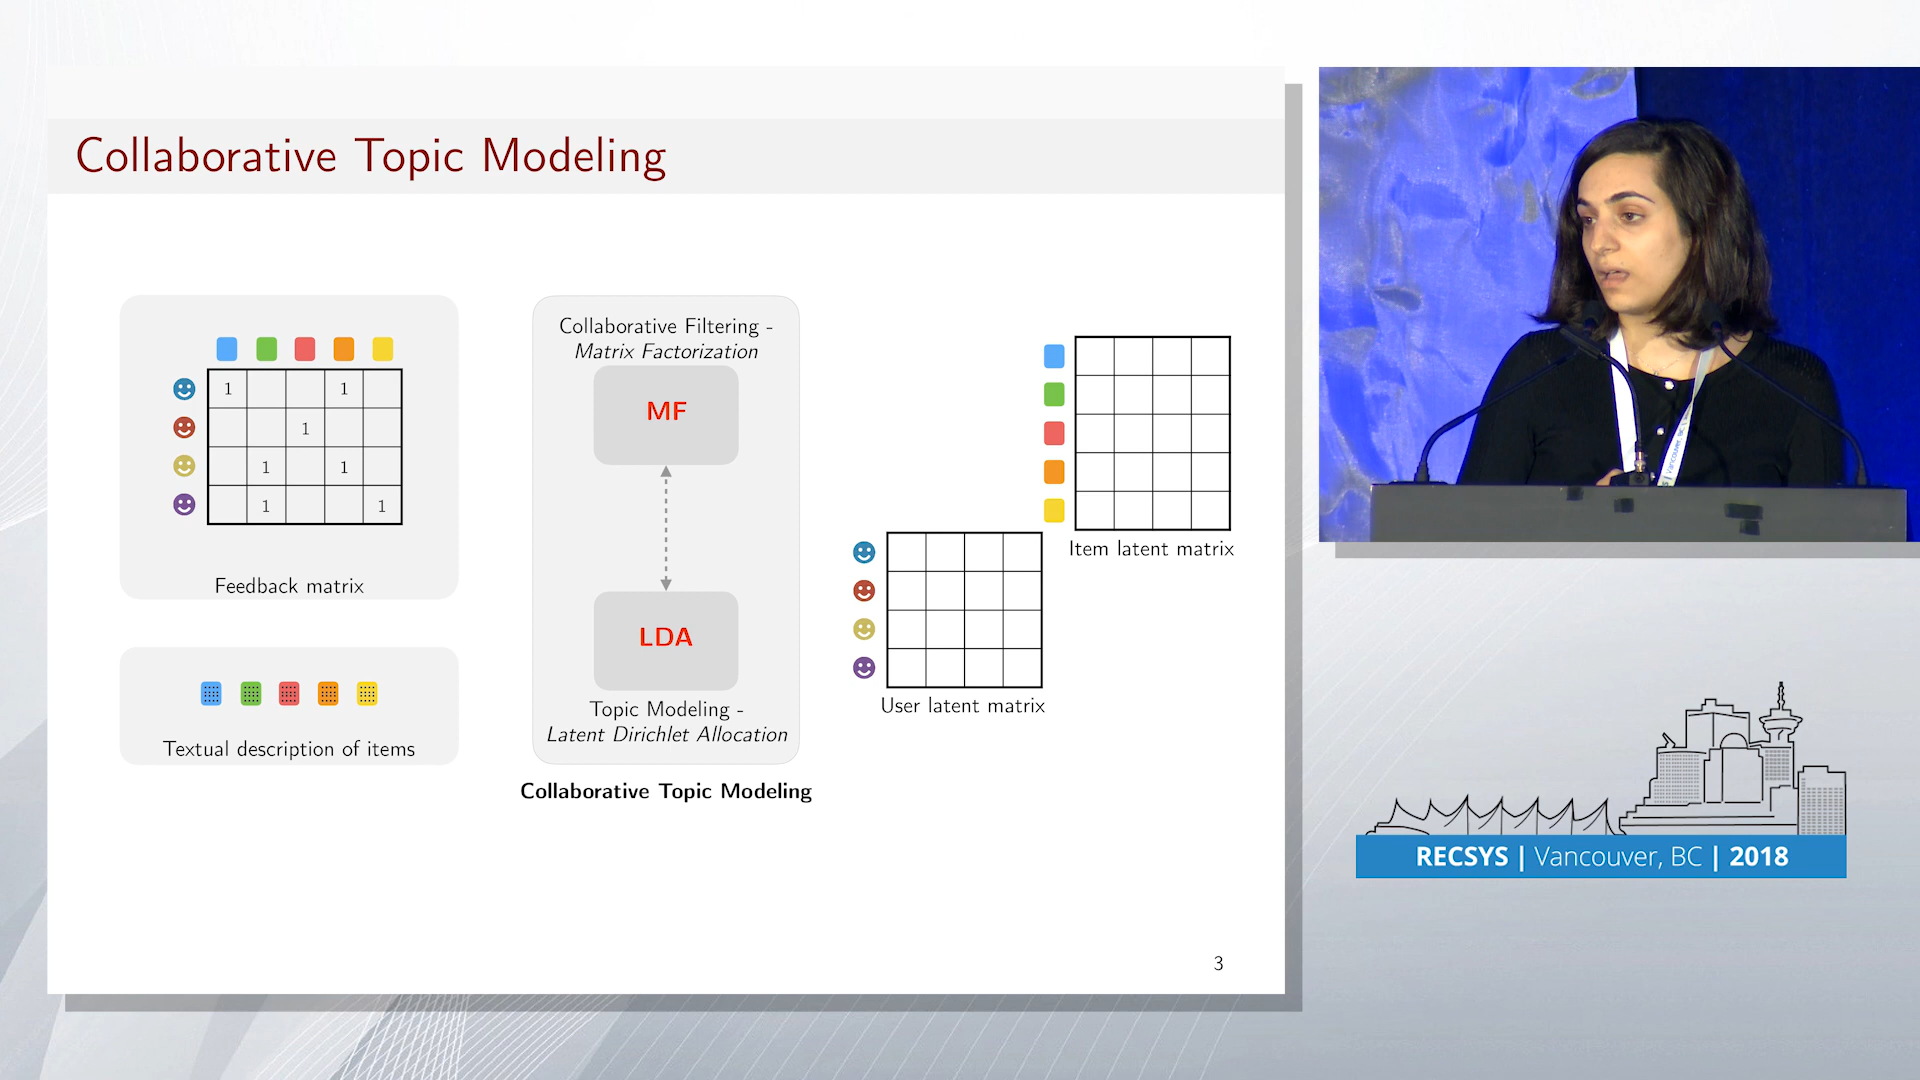 Collaborative Topic Modeling
1 1
1
1 1
1 1
Feedback matrix
Textual description of items
Collaborative Filtering -
Matrix Factorization
MF
LDA
Topic Modeling -
Latent Dirichlet Allocation
Collaborative Topic Modeling
Item latent matrix
User latent matrix
3
Vancouver, BC
RECSYS | Vancouver, BC | 2018